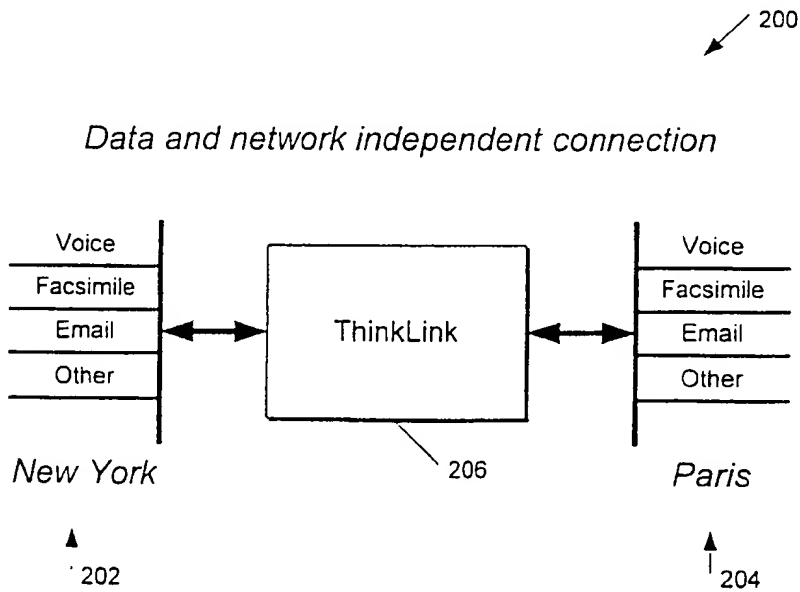 200
Data and network independent connection
Voice
Facsimile
Email
Other
ThinkLink
Voice
Facsimile
Email
Other
New York
206
Paris
202
204